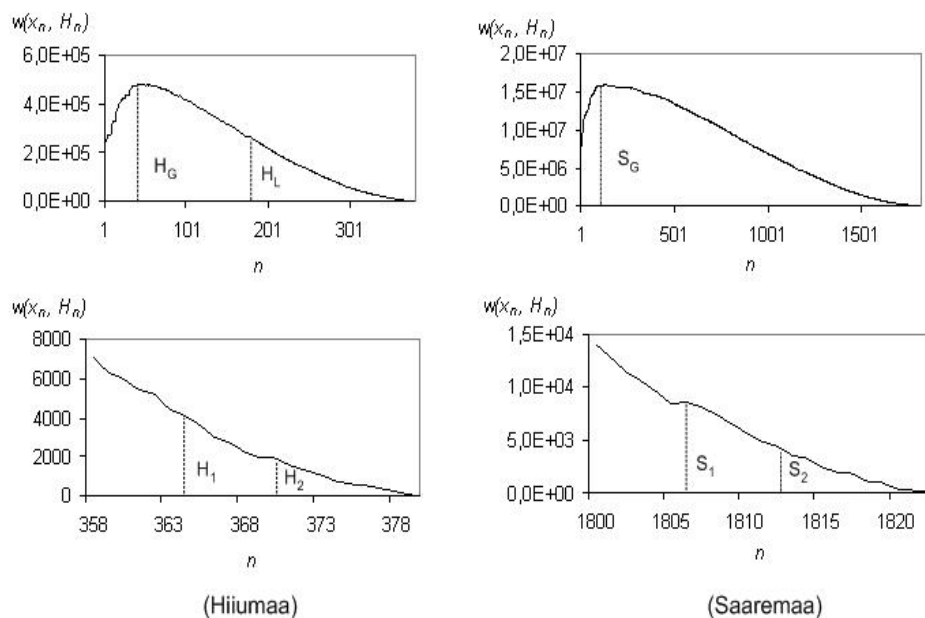 w(xn, Hn)
6,0E+05
4,0E+05
2,0E+05
0,0E+00
HG
HL
1 101 201 301
n
w(xn, Hn)
2,0E+07
1,5E+07
1,0E+07
5,0E+06
0,0E+00
SG
1 501 1001 1501
n
w(xn, Hn)
8000
6000
4000
2000
0
H1
H2
358 363 368 373 378
n
(Hiiumaa)
w(xn, Hn)
1,5E+04
1,0E+04
5,0E+03
0,0E+00
S1
S2
1800 1805 1810 1815 1820
n
(Saaremaa)